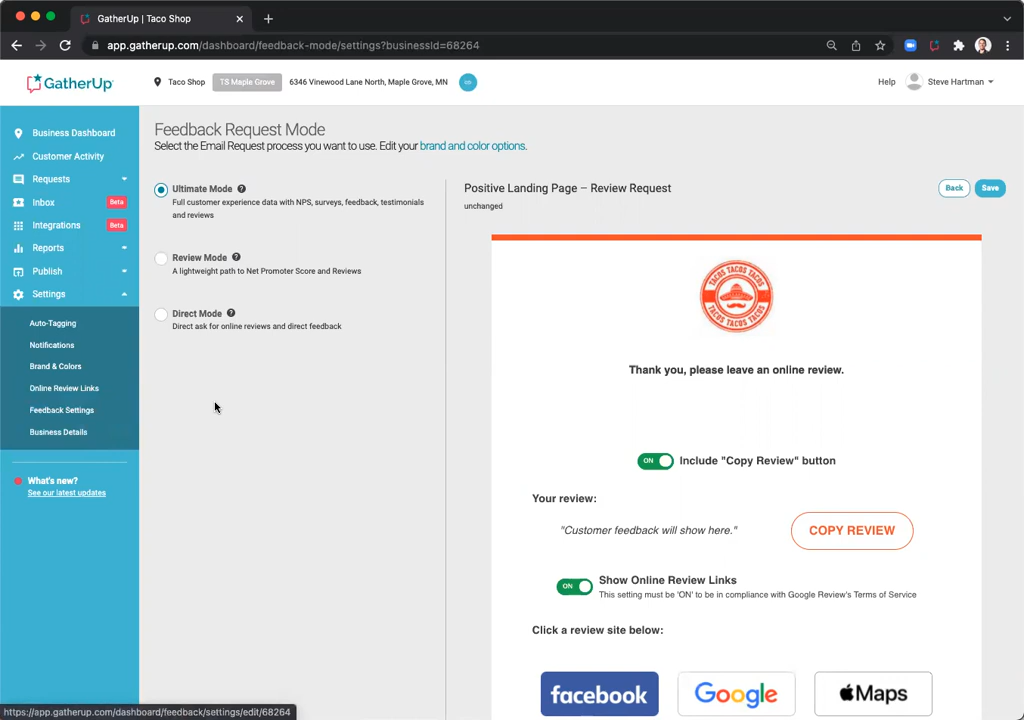 GatherUp | Taco Shop
app.gatherup.com/dashboard/feedback-mode/settings?businessId=68264
GatherUp
Taco Shop
TS Maple Grove
6346 Vinewood Lane North, Maple Grove, MN
Help
Steve Hartman
Business Dashboard
Customer Activity
Requests
Inbox
Beta
Integrations
Beta
Reports
Publish
Settings
Auto-Tagging
Notifications
Brand & Colors
Online Review Links
Feedback Settings
Business Details
What's new?
See our latest updates
Feedback Request Mode
Select the Email Request process you want to use. Edit your brand and color options.
Ultimate Mode
Full customer experience data with NPS, surveys, feedback, testimonials
and reviews
Review Mode
A lightweight path to Net Promoter Score and Reviews
Direct Mode
Direct ask for online reviews and direct feedback
Positive Landing Page – Review Request
unchanged
Back
Save
TACOS TACOS TACOS
TACOS TACOS TACOS
Thank you, please leave an online review.
ON
Include "Copy Review" button
Your review:
"Customer feedback will show here."
COPY REVIEW
ON
Show Online Review Links
This setting must be 'ON' to be in compliance with Google Review's Terms of Service
Click a review site below:
facebook
Google
Maps
https://app.gatherup.com/dashboard/feedback/settings/edit/68264